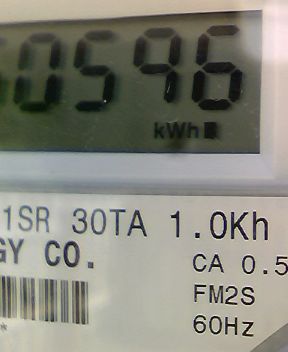 0596
kWh
1SR 30TA 1.0Kh
GY CO.
CA 0.5
FM2S
60Hz